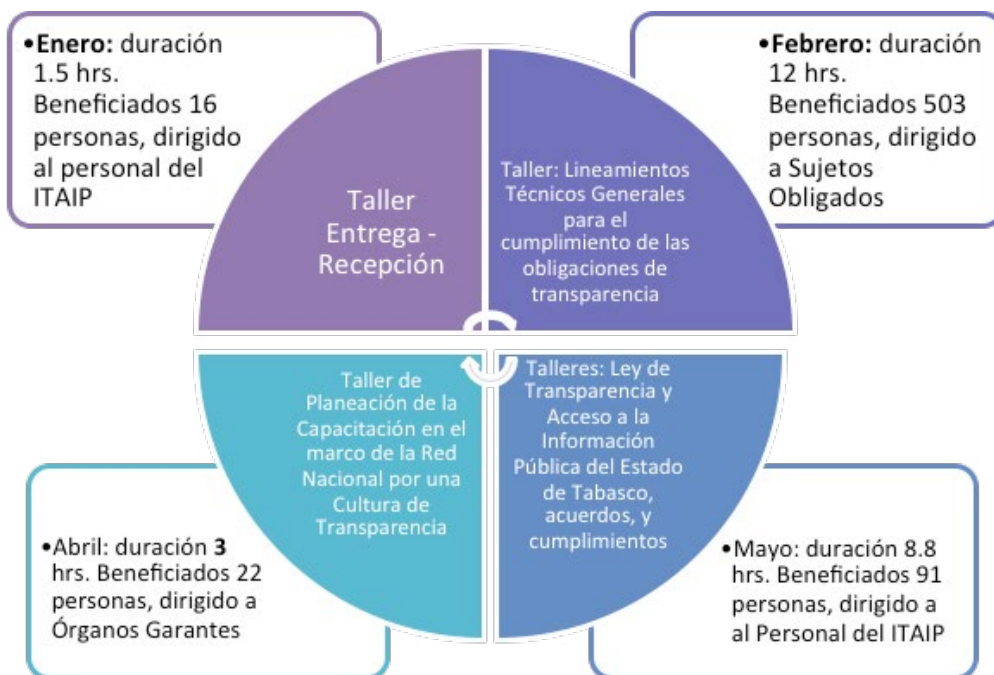 •Enero: duración
1.5 hrs.
Beneficiados 16
personas, dirigido
al personal del
ITAIP
•Febrero: duración
12 hrs.
Beneficiados 503
personas, dirigido
a Sujetos
Obligados
Taller
Entrega -
Recepción
Taller: Lineamientos
Técnicos Generales
para el
cumplimiento de las
obligaciones de
transparencia
Taller de
Planeación de la
Capacitación en el
marco de la Red
Nacional por una
Cultura de
Transparencia
Talleres: Ley de
Transparencia y
Acceso a la
Información
Pública del Estado
de Tabasco,
acuerdos, y
cumplimientos
•Abril: duración 3
hrs. Beneficiados 22
personas, dirigido a
Órganos Garantes
•Mayo: duración 8.8
hrs. Beneficiados 91
personas, dirigido a
al Personal del ITAIP